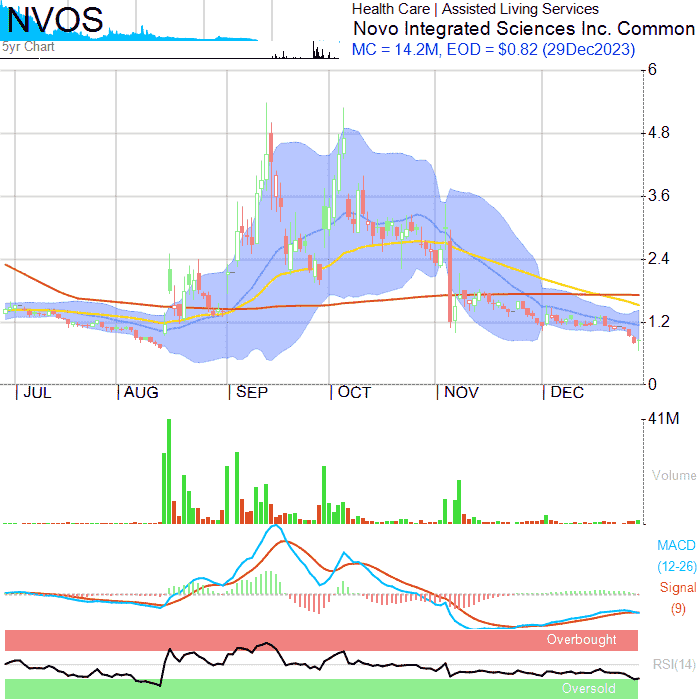 NVOS
5yr Chart
Health Care | Assisted Living Services
Novo Integrated Sciences Inc. Common
MC = 14.2M, EOD = $0.82 (29Dec2023)
6
4.8
3.6
2.4
1.2
0
JUL
AUG
SEP
OCT
NOV
DEC
41M
Volume
MACD
(12-26)
Signal
(9)
Overbought
RSI(14)
Oversold